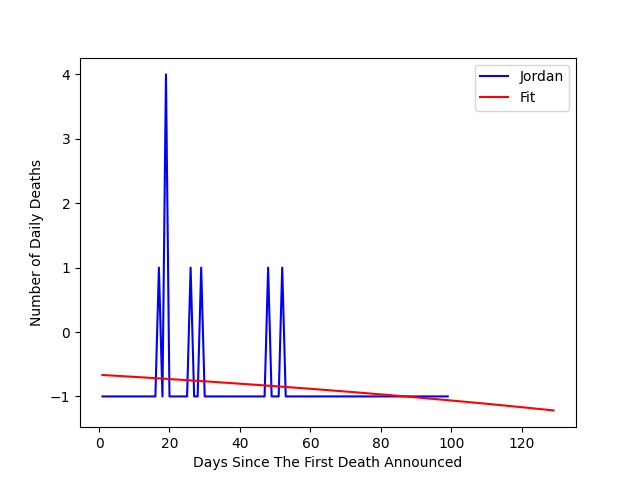 Jordan
Fit
4
3
2
1
0
−1
Number of Daily Deaths
0 20 40 60 80 100 120
Days Since The First Death Announced